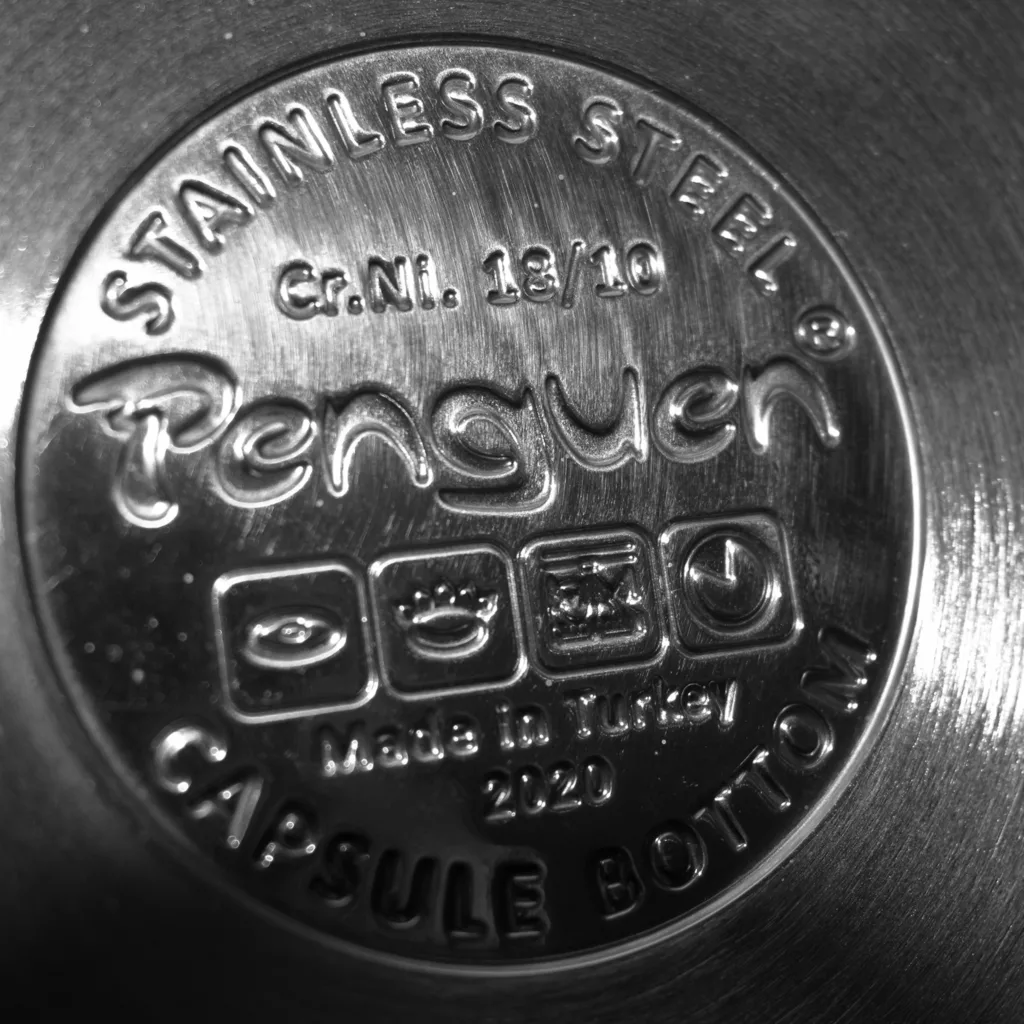 STAINLESS STEEL
Cr.Ni. 18/10
Penguen®
Made in Turkey
2020
CAPSULE BOTTOM